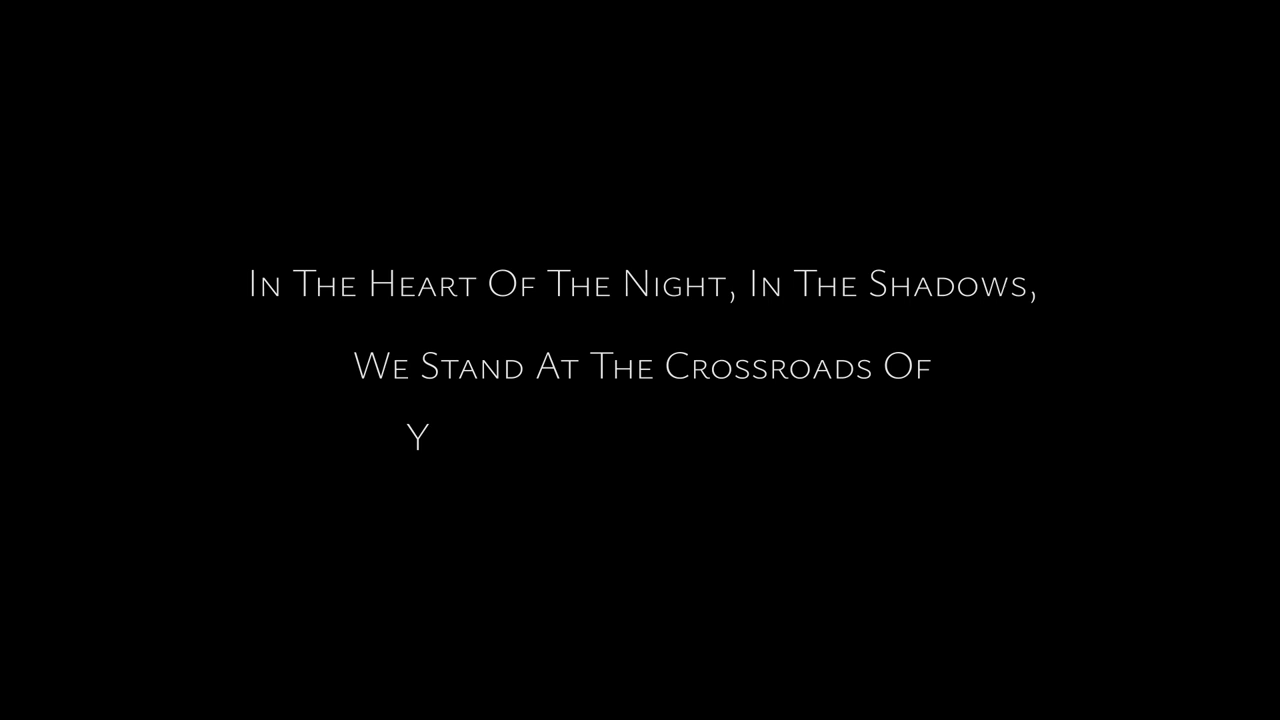 In The Heart Of The Night, In The Shadows,
We Stand At The Crossroads Of
Y